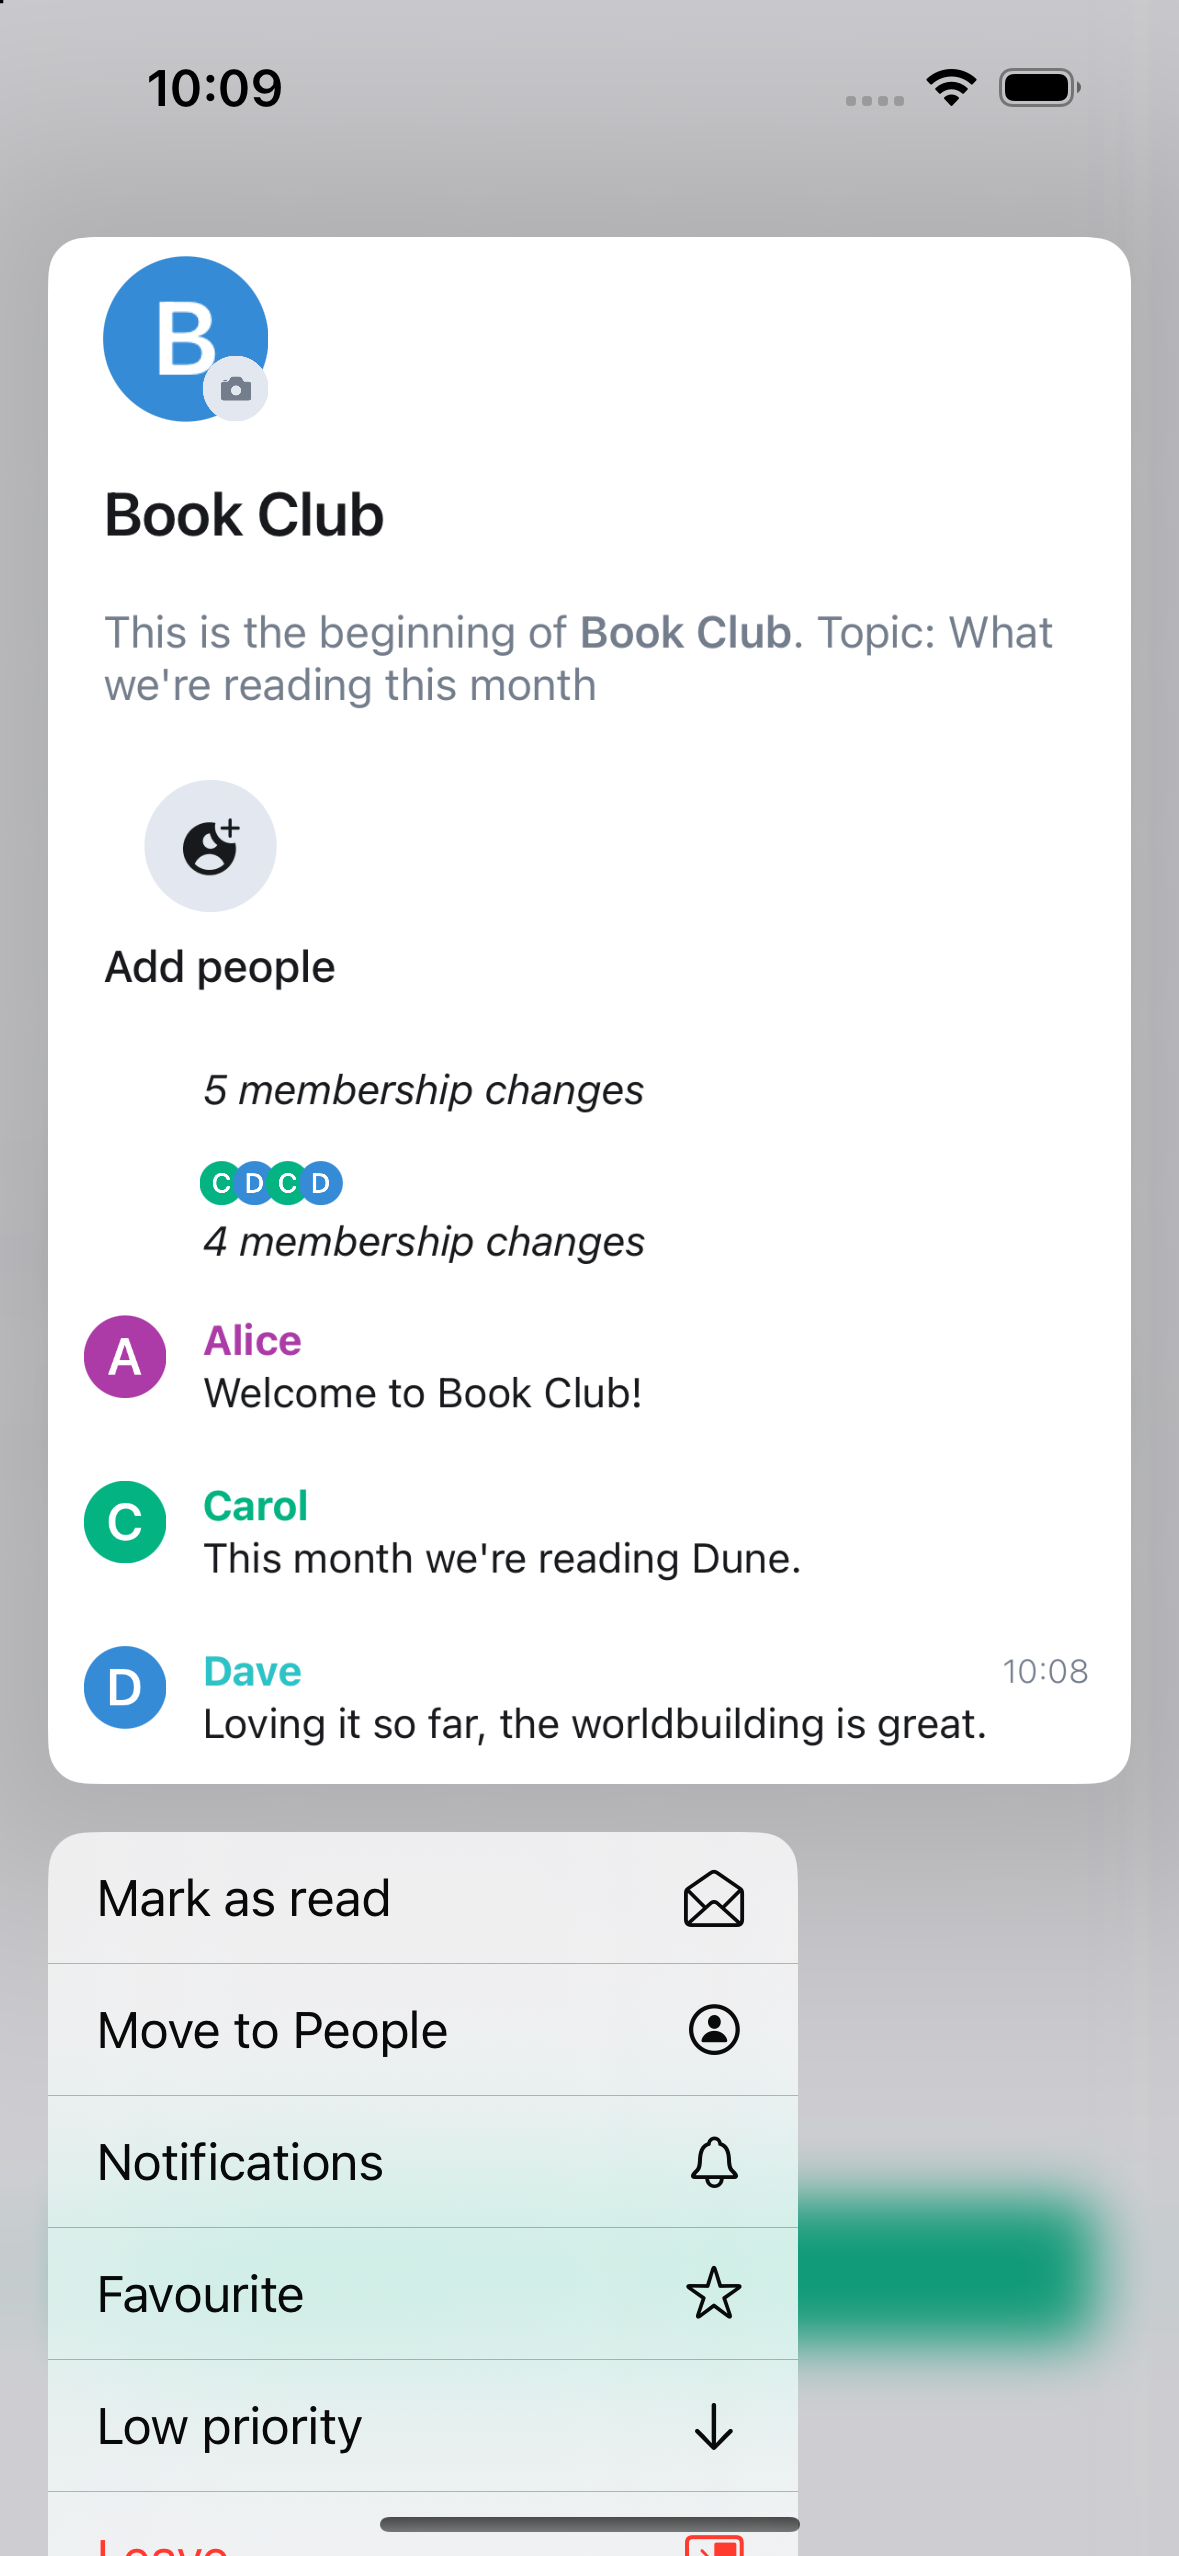 10:09
B
Book Club
This is the beginning of Book Club. Topic: What
we're reading this month
Add people
5 membership changes
C D C D
4 membership changes
A
Alice
Welcome to Book Club!
C
Carol
This month we're reading Dune.
D
Dave
10:08
Loving it so far, the worldbuilding is great.
Mark as read
Move to People
Notifications
Favourite
Low priority
Leave